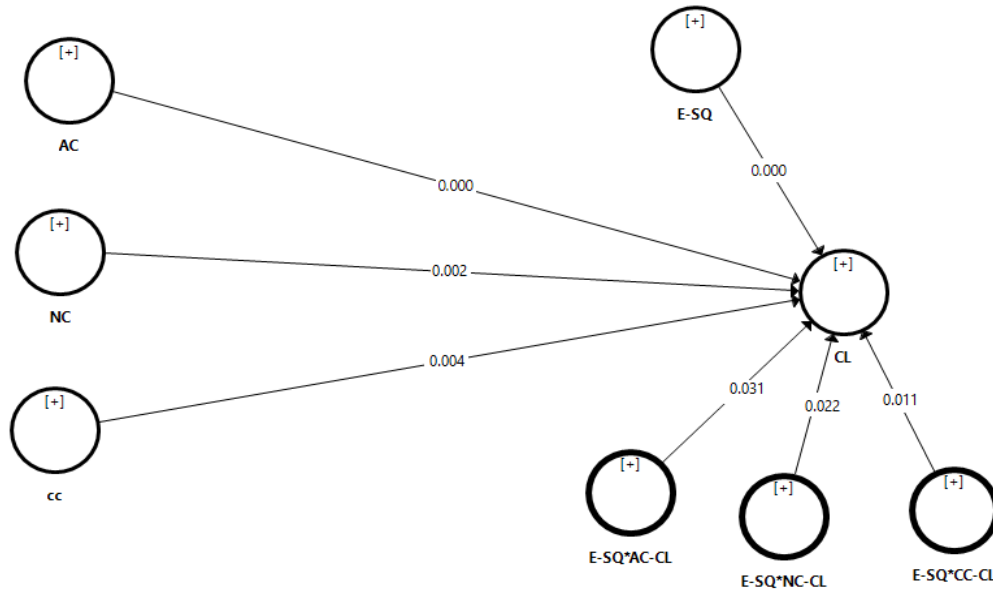 [+]
AC
[+]
E-SQ
0.000
0.000
[+]
NC
0.002
[+]
CL
[+]
cc
0.004
0.031
0.022
0.011
[+]
E-SQ*AC-CL
[+]
E-SQ*NC-CL
[+]
E-SQ*CC-CL